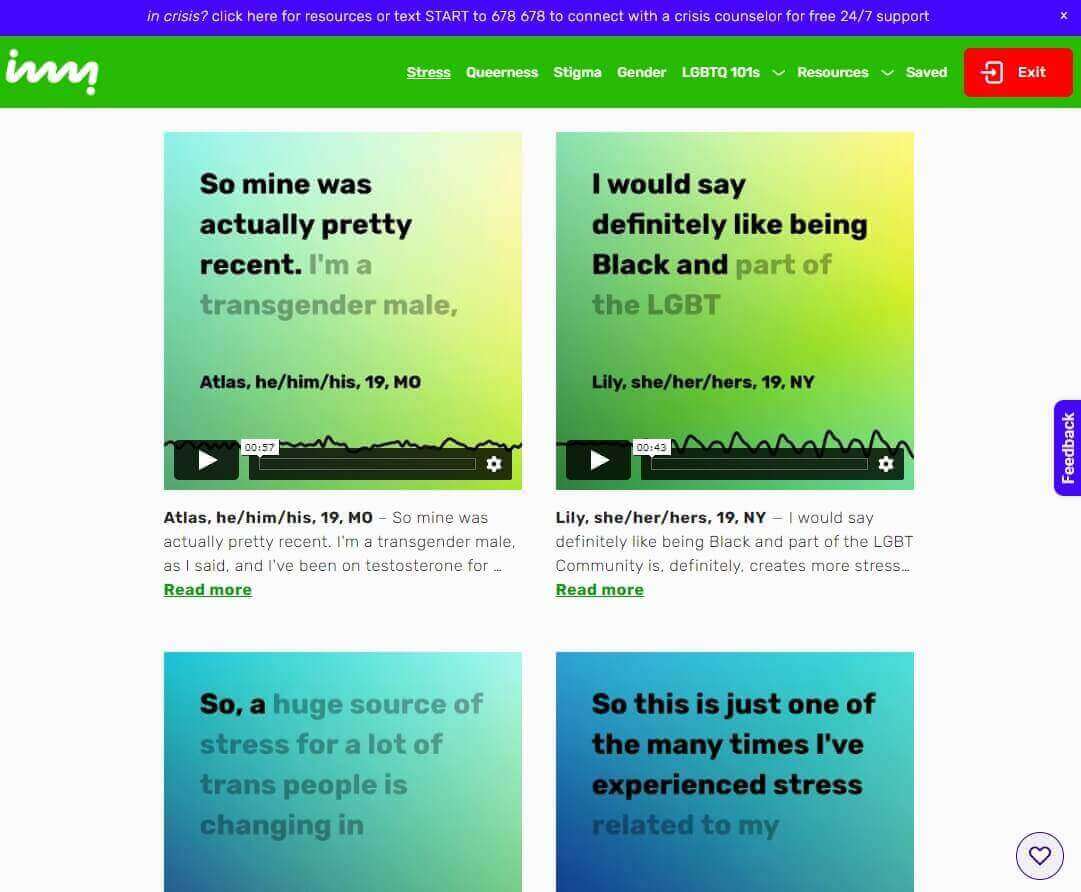 in crisis? click here for resources or text START to 678 678 to connect with a crisis counselor for free 24/7 support
x
imi
Stress Queerness Stigma Gender LGBTQ 101s Resources Saved Exit
So mine was
actually pretty
recent. I'm a
transgender male,
Atlas, he/him/his, 19, MO
00:57
Atlas, he/him/his, 19, MO – So mine was
actually pretty recent. I'm a transgender male,
as I said, and I've been on testosterone for ...
Read more
I would say
definitely like being
Black and part of
the LGBT
Lily, she/her/hers, 19, NY
00:43
Lily, she/her/hers, 19, NY — I would say
definitely like being Black and part of the LGBT
Community is, definitely, creates more stress...
Read more
Feedback
So, a huge source of
stress for a lot of
trans people is
changing in
So this is just one of
the many times I've
experienced stress
related to my